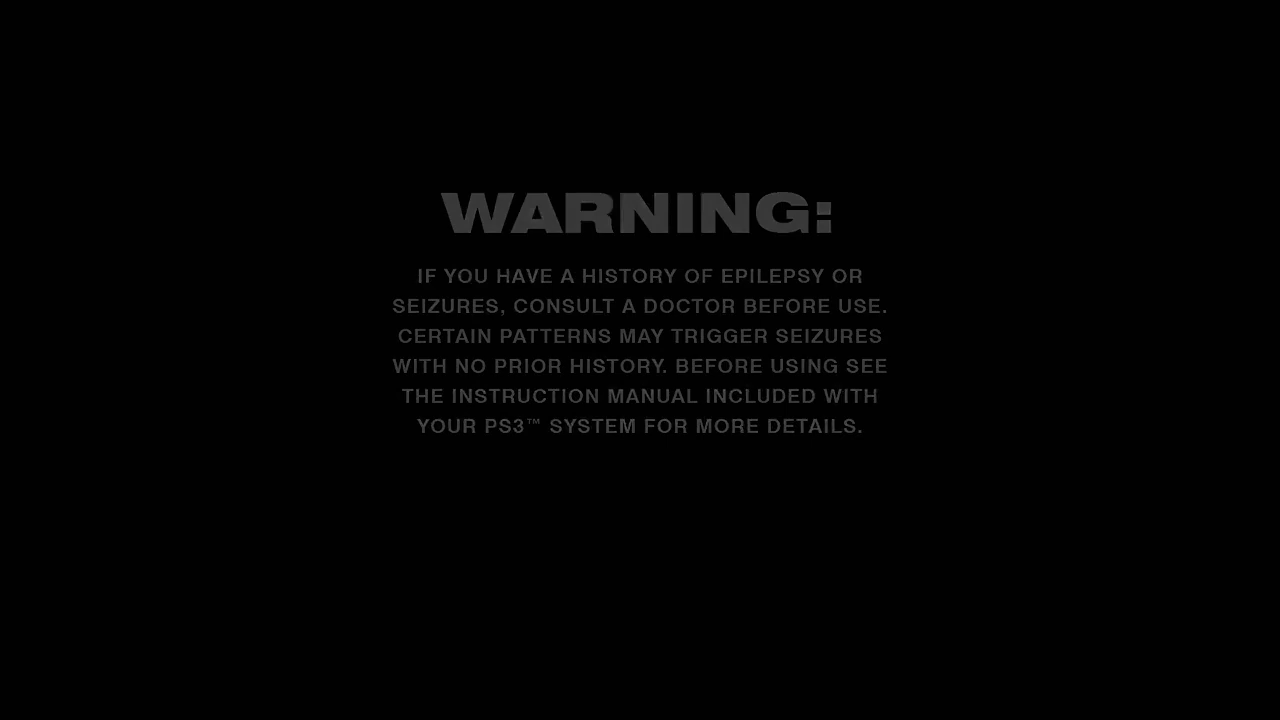 WARNING:
IF YOU HAVE A HISTORY OF EPILEPSY OR
SEIZURES, CONSULT A DOCTOR BEFORE USE.
CERTAIN PATTERNS MAY TRIGGER SEIZURES
WITH NO PRIOR HISTORY. BEFORE USING SEE
THE INSTRUCTION MANUAL INCLUDED WITH
YOUR PS3™ SYSTEM FOR MORE DETAILS.